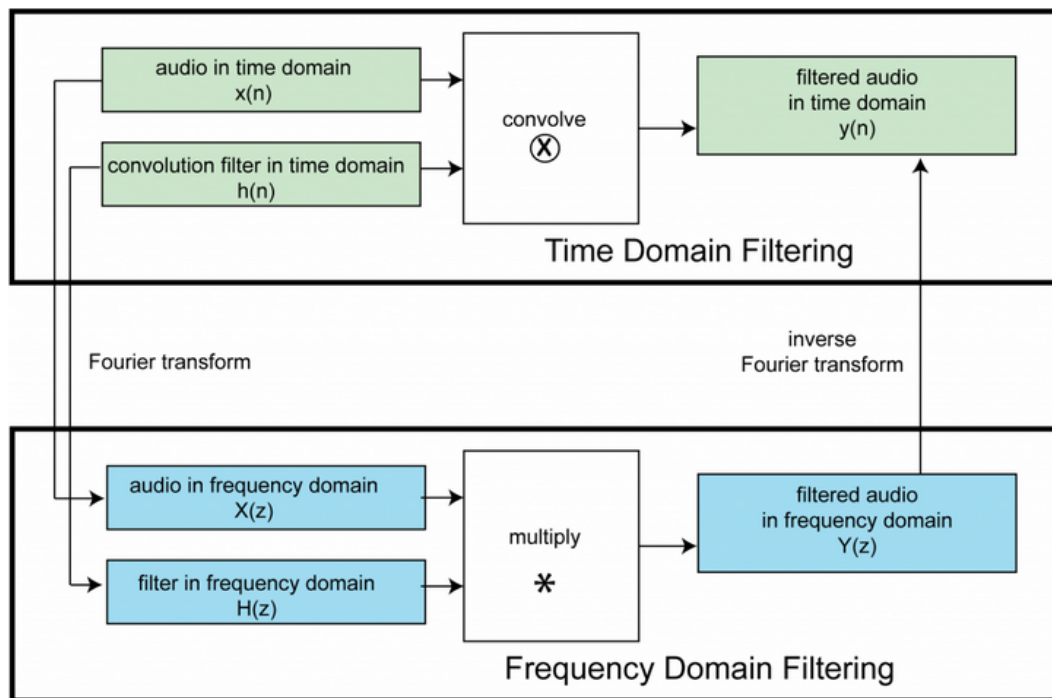 audio in time domain
x(n)
convolution filter in time domain
h(n)
convolve
X
filtered audio
in time domain
y(n)
Time Domain Filtering
Fourier transform
inverse
Fourier transform
audio in frequency domain
X(z)
filter in frequency domain
H(z)
multiply
*
filtered audio
in frequency domain
Y(z)
Frequency Domain Filtering